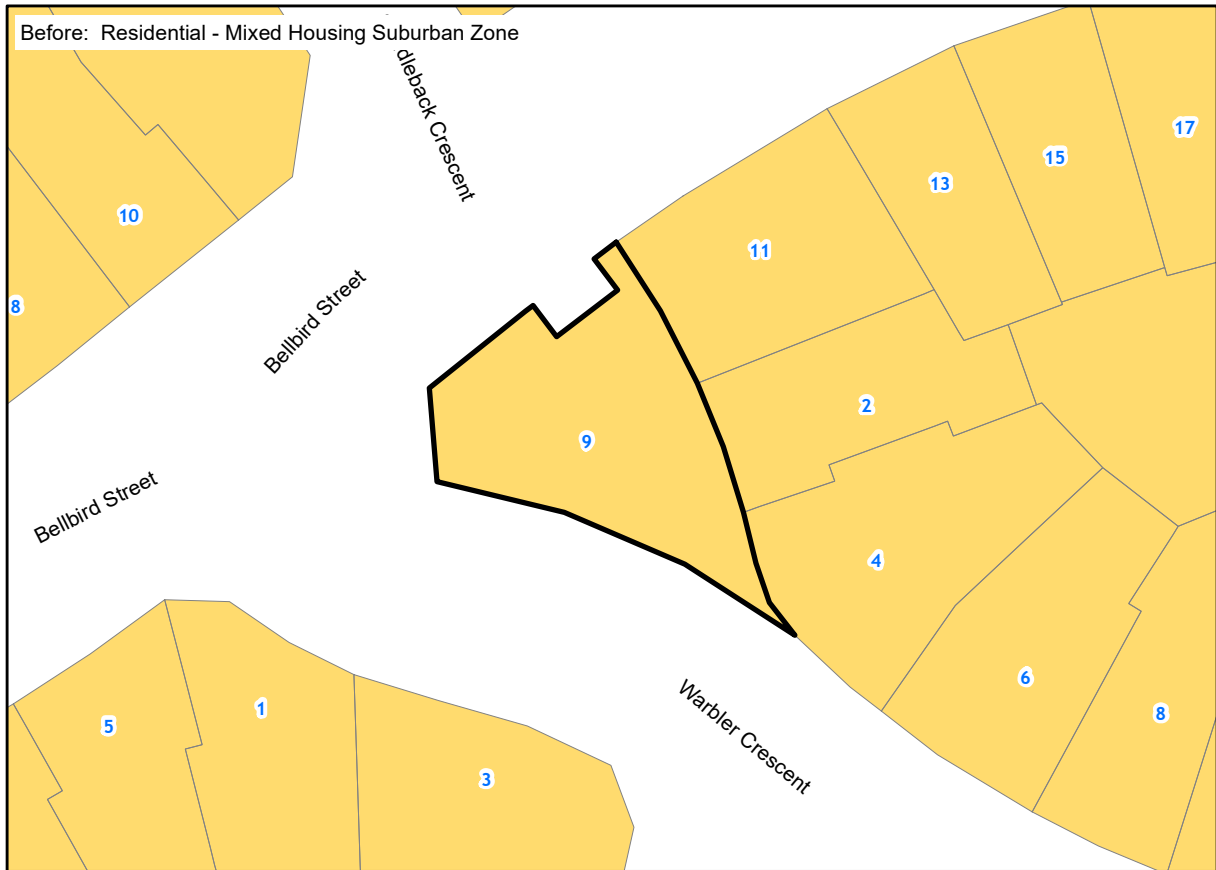 Before: Residential - Mixed Housing Suburban Zone
dleback Crescent
17
15
13
10
11
8
Bellbird Street
2
9
Bellbird Street
4
6
1
8
5
3
Warbler Crescent